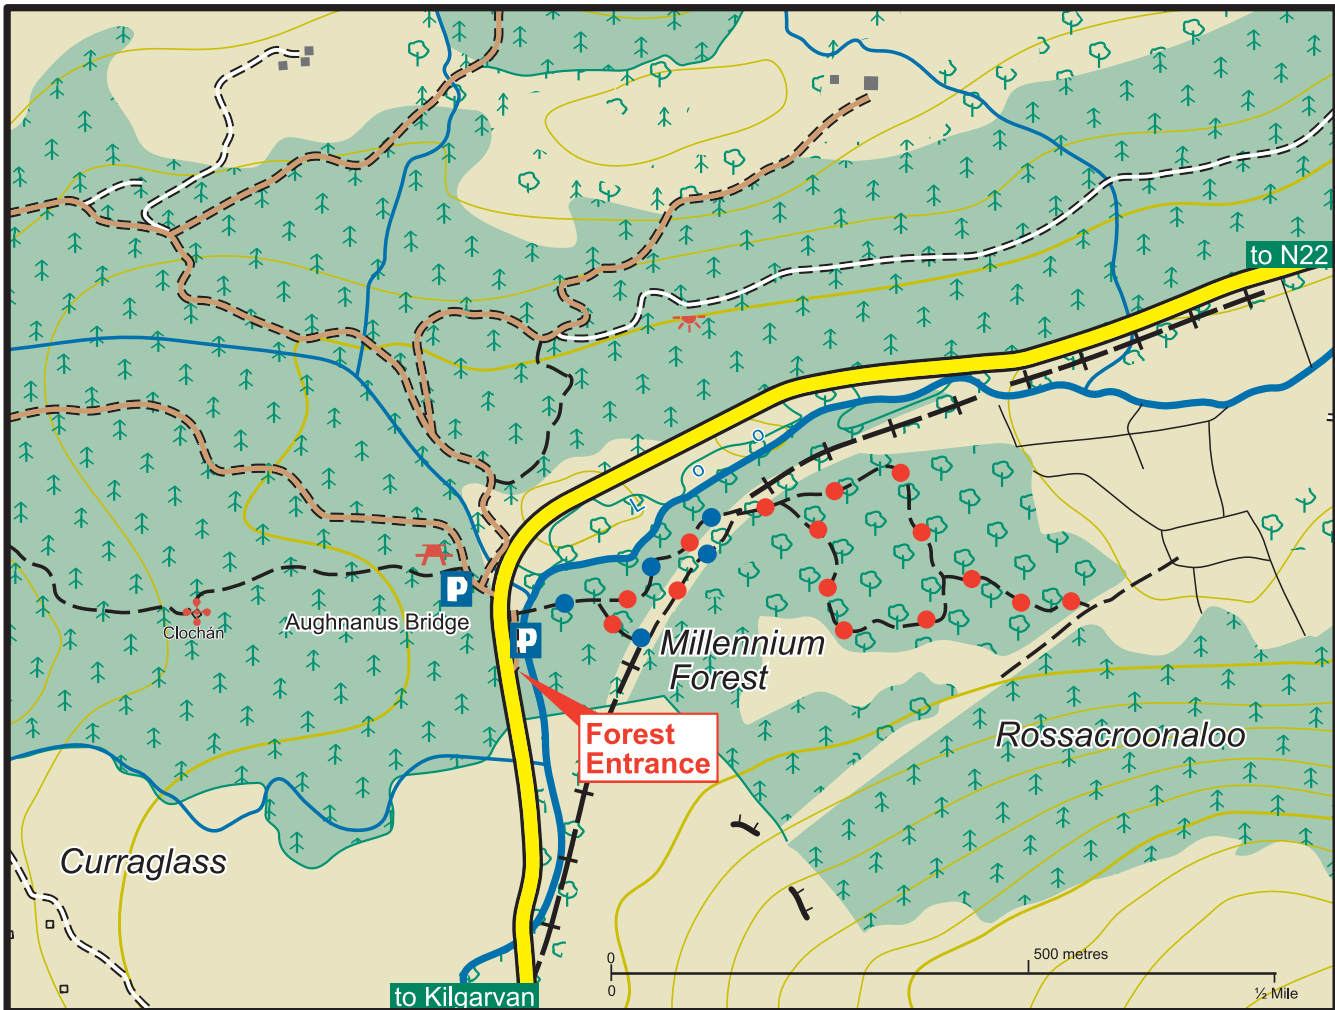 to N22
L
o
o
P
Aughnanus Bridge
Clochán
P
Millennium
Forest
Forest
Entrance
Rossacroonaloo
Curraglass
to Kilgarvan
0
500 metres
0
½ Mile